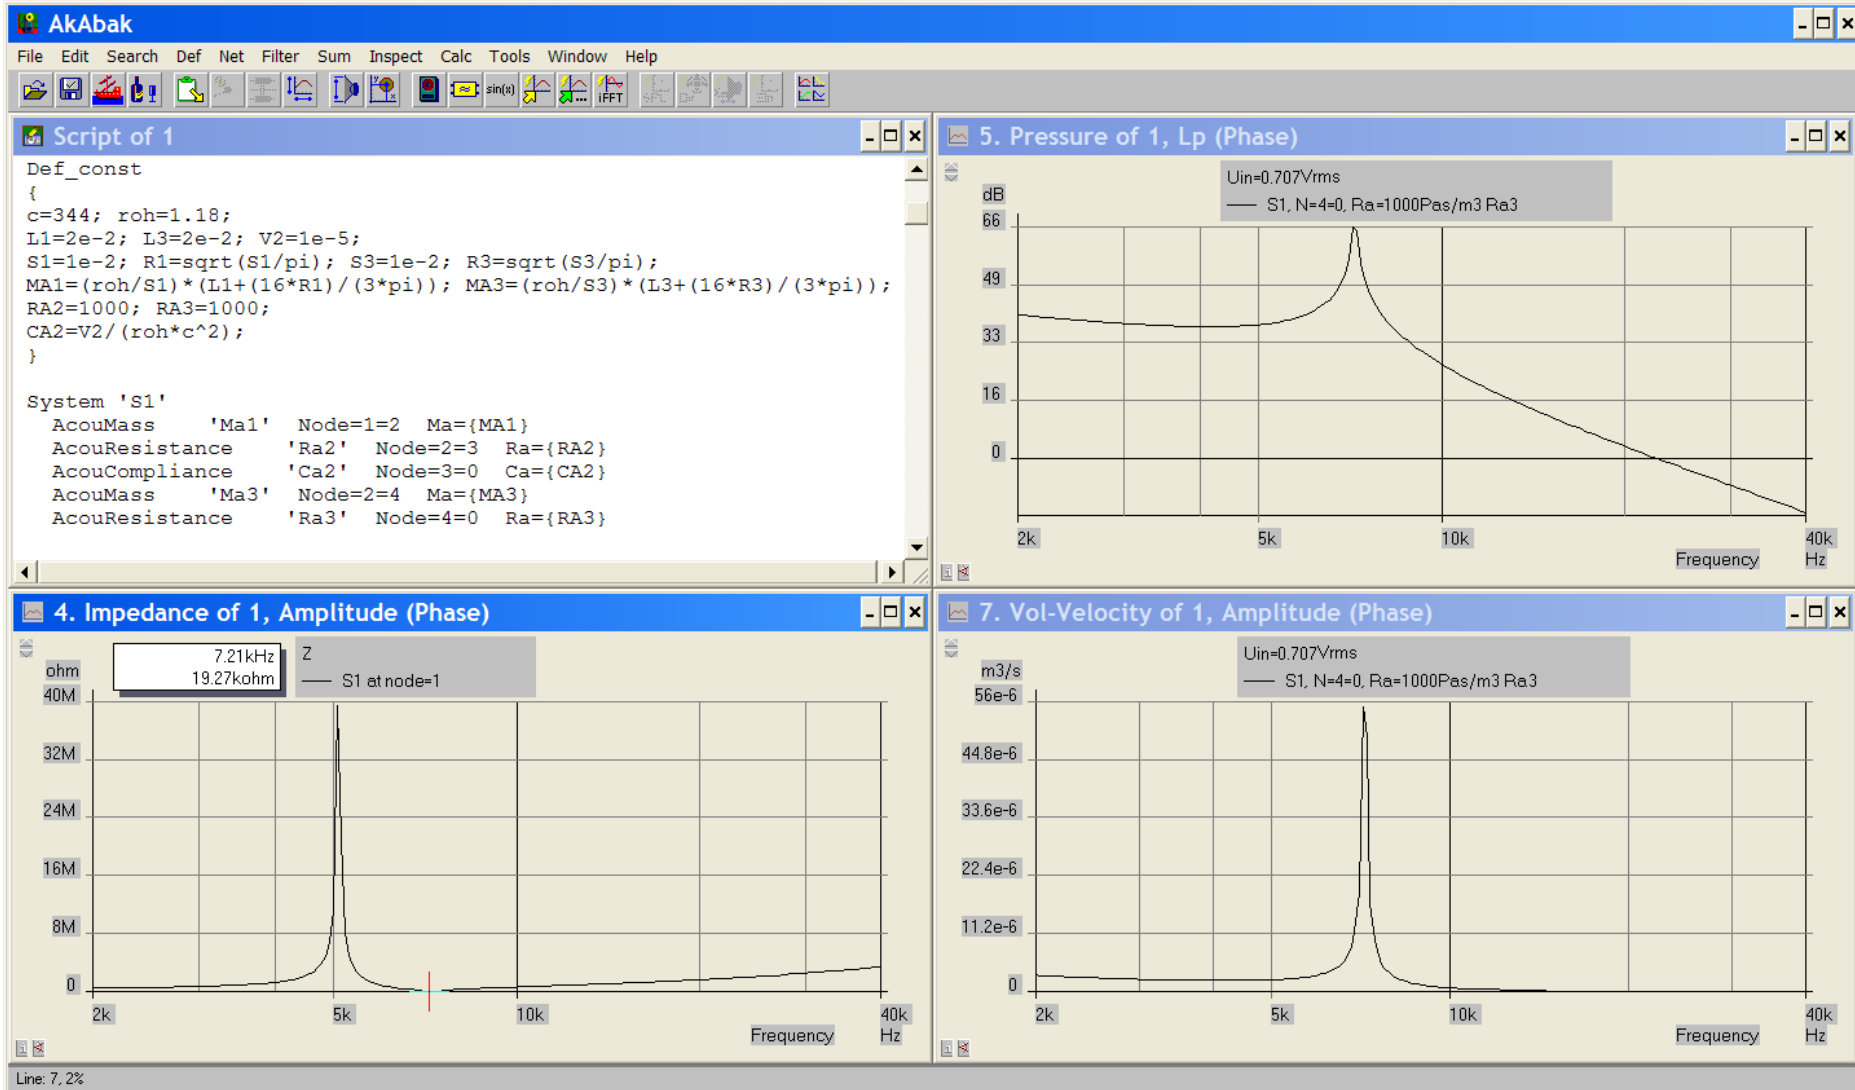 AkAbak
File Edit Search Def Net Filter Sum Inspect Calc Tools Window Help
sin(x)
iFFT
Script of 1
Def_const
{
c=344; roh=1.18;
L1=2e-2; L3=2e-2; V2=1e-5;
S1=1e-2; R1=sqrt(S1/pi); S3=1e-2; R3=sqrt(S3/pi);
MA1=(roh/S1)*(L1+(16*R1)/(3*pi)); MA3=(roh/S3)*(L3+(16*R3)/(3*pi));
RA2=1000; RA3=1000;
CA2=V2/(roh*c^2);
}
System 'S1'
AcouMass 'Ma1' Node=1=2 Ma={MA1}
AcouResistance 'Ra2' Node=2=3 Ra={RA2}
AcouCompliance 'Ca2' Node=3=0 Ca={CA2}
AcouMass 'Ma3' Node=2=4 Ma={MA3}
AcouResistance 'Ra3' Node=4=0 Ra={RA3}
5. Pressure of 1, Lp (Phase)
Uin=0.707Vrms
S1, N=4=0, Ra=1000Pas/m3 Ra3
dB
66
49
33
16
0
2k 5k 10k 40k
Frequency Hz
4. Impedance of 1, Amplitude (Phase)
7.21kHz
19.27kohm
Z
S1 at node=1
ohm
40M
32M
24M
16M
8M
0
2k 5k 10k 40k
Frequency Hz
7. Vol-Velocity of 1, Amplitude (Phase)
Uin=0.707Vrms
S1, N=4=0, Ra=1000Pas/m3 Ra3
m3/s
56e-6
44.8e-6
33.6e-6
22.4e-6
11.2e-6
0
2k 5k 10k 40k
Frequency Hz
Line: 7, 2%